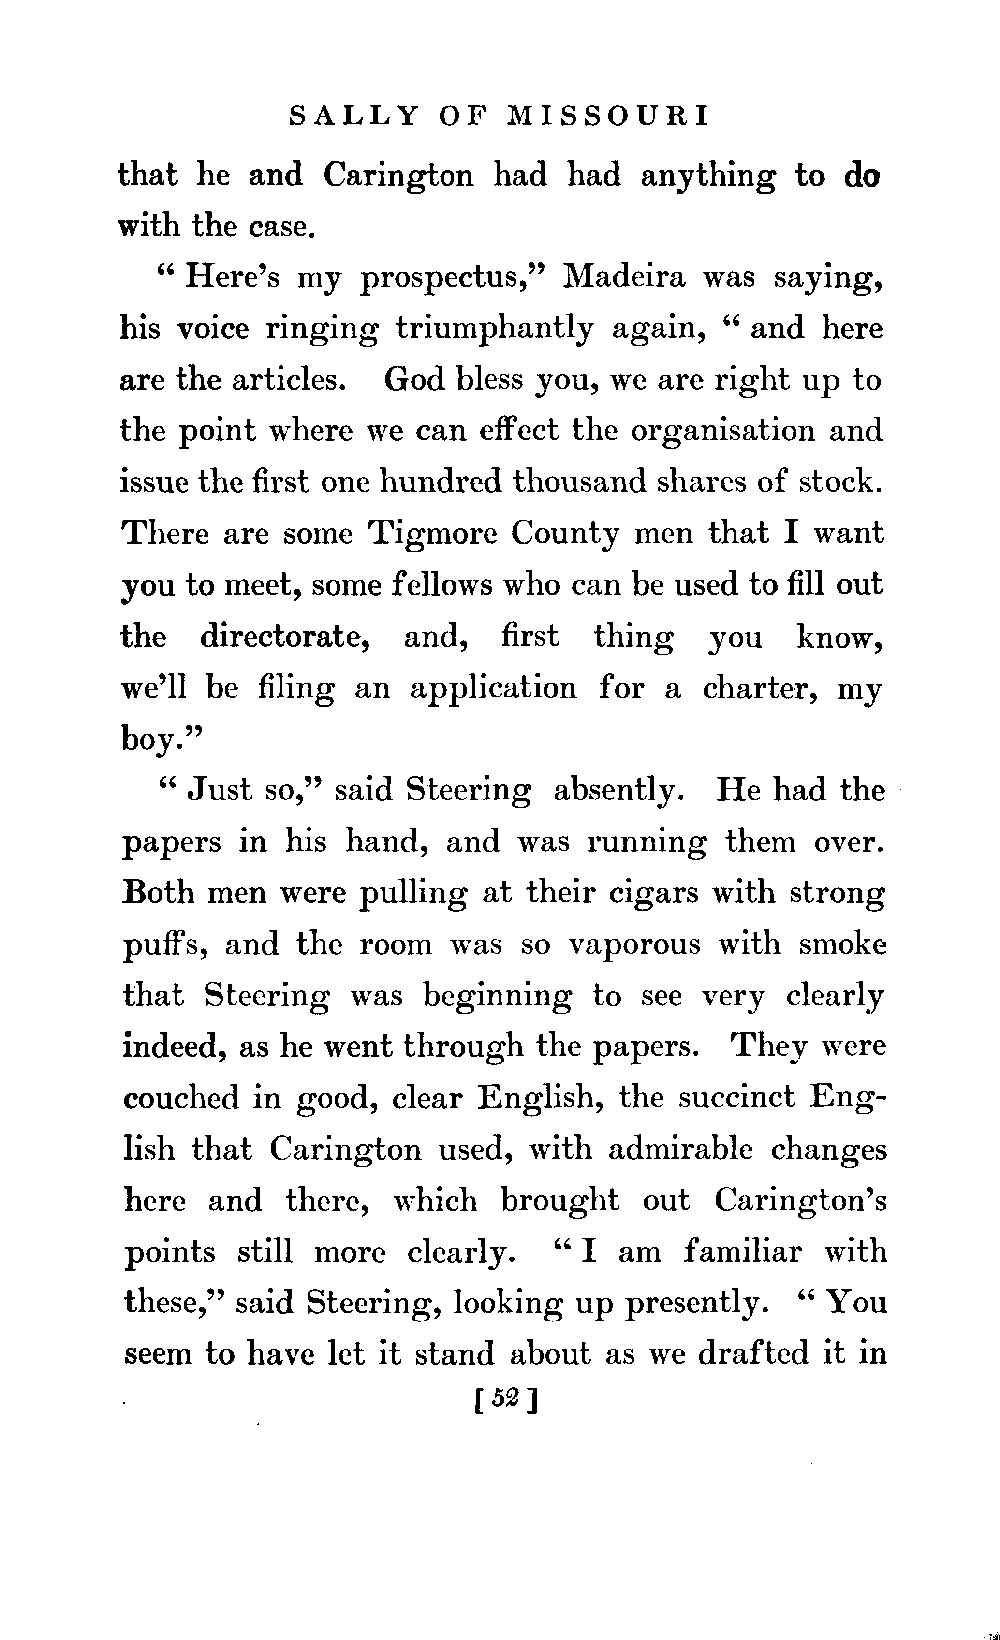 SALLY OF MISSOURI
that he and Carington had had anything to do
with the case.
“ Here’s my prospectus,” Madeira was saying,
his voice ringing triumphantly again, “ and here
are the articles. God bless you, we are right up to
the point where we can effect the organisation and
issue the first one hundred thousand shares of stock.
There are some Tigmore County men that I want
you to meet, some fellows who can be used to fill out
the directorate, and, first thing you know,
we’ll be filing an application for a charter, my
boy.”
“ Just so,” said Steering absently. He had the
papers in his hand, and was running them over.
Both men were pulling at their cigars with strong
puffs, and the room was so vaporous with smoke
that Steering was beginning to see very clearly
indeed, as he went through the papers. They were
couched in good, clear English, the succinct Eng-
lish that Carington used, with admirable changes
here and there, which brought out Carington’s
points still more clearly. “ I am familiar with
these,” said Steering, looking up presently. “ You
seem to have let it stand about as we drafted it in
[ 52 ]